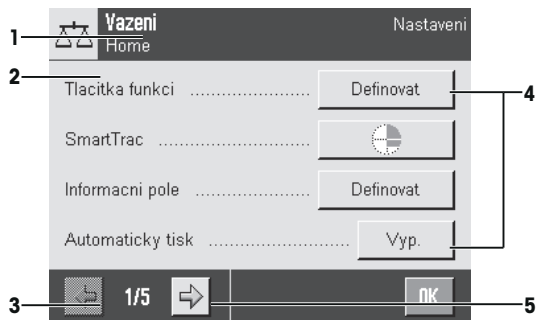 Vazeni
Home
Nastaveni
1
2
Tlacitka funkci ........................ Definovat
4
SmartTrac ........................
Informacni pole ........................ Definovat
Automaticky tisk ........................ Vyp.
3
1/5
OK
5